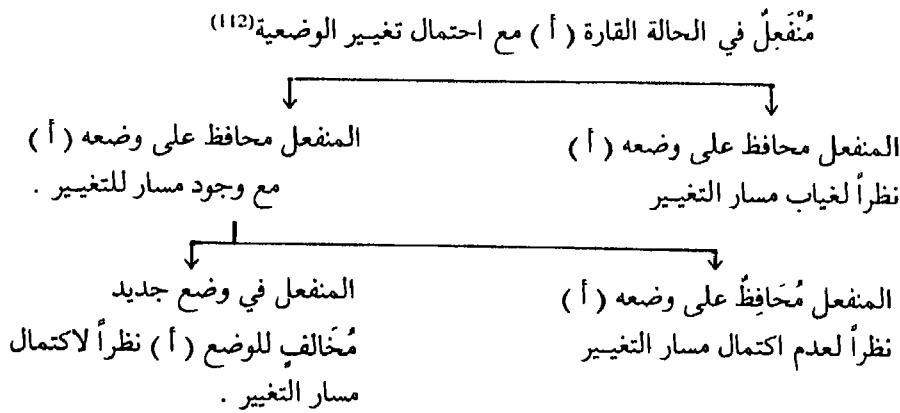 مُنْفَعِلٌ في الحالة القارة ( أ ) مع احتمال تغيير الوضعية(112)
المنفعل محافظ على وضعه ( أ )
نظراً لغياب مسار التغيير
المنفعل محافظ على وضعه ( أ )
مع وجود مسار للتغيير .
المنفعل مُحَافِظٌ على وضعه ( أ )
نظراً لعدم اكتمال مسار التغيير
المنفعل في وضع جديد
مُخَالفٍ للوضع ( أ ) نظراً لاكتمال
مسار التغيير .